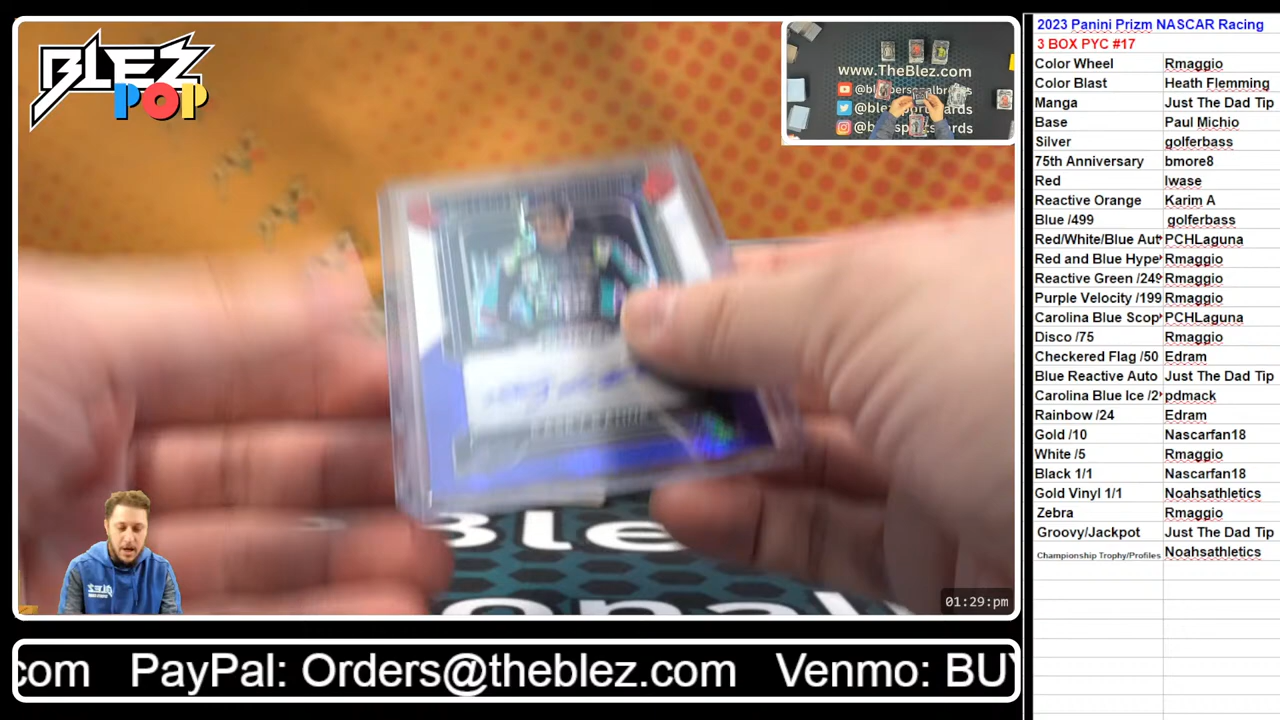 BLEZ
POP
www.TheBlez.com
2023 Panini Prizm NASCAR Racing
3 BOX PYC #17
Color Wheel Rmaggio
Color Blast Heath Flemming
Manga Just The Dad Tip
Base Paul Michio
Silver golferbass
75th Anniversary bmore8
Red Iwase
Reactive Orange Karim A
Blue /499 golferbass
Red/White/Blue Aut PCHLaguna
Red and Blue Hype Rmaggio
Reactive Green /249 Rmaggio
Purple Velocity /199 Rmaggio
Carolina Blue Scop PCHLaguna
Disco /75 Rmaggio
Checkered Flag /50 Edram
Blue Reactive Auto Just The Dad Tip
Carolina Blue Ice /2 pdmack
Rainbow /24 Edram
Gold /10 Nascarfan18
White /5 Rmaggio
Black 1/1 Nascarfan18
Gold Vinyl 1/1 Noahsathletics
Zebra Rmaggio
Groovy/Jackpot Just The Dad Tip
Championship Trophy/Profiles Noahsathletics
01:29:pm
com PayPal: Orders@theblez.com Venmo: BUY